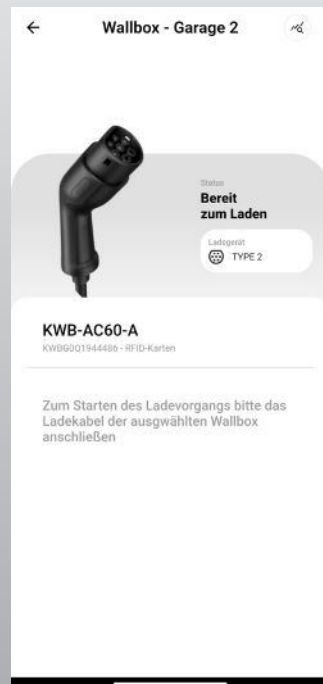 Wallbox - Garage 2
Status
Bereit
zum Laden
Ladegerät
TYPE 2
KWB-AC60-A
KWBG0Q1944486 - RFID-Karten
Zum Starten des Ladevorgangs bitte das
Ladekabel der ausgwählten Wallbox
anschließen